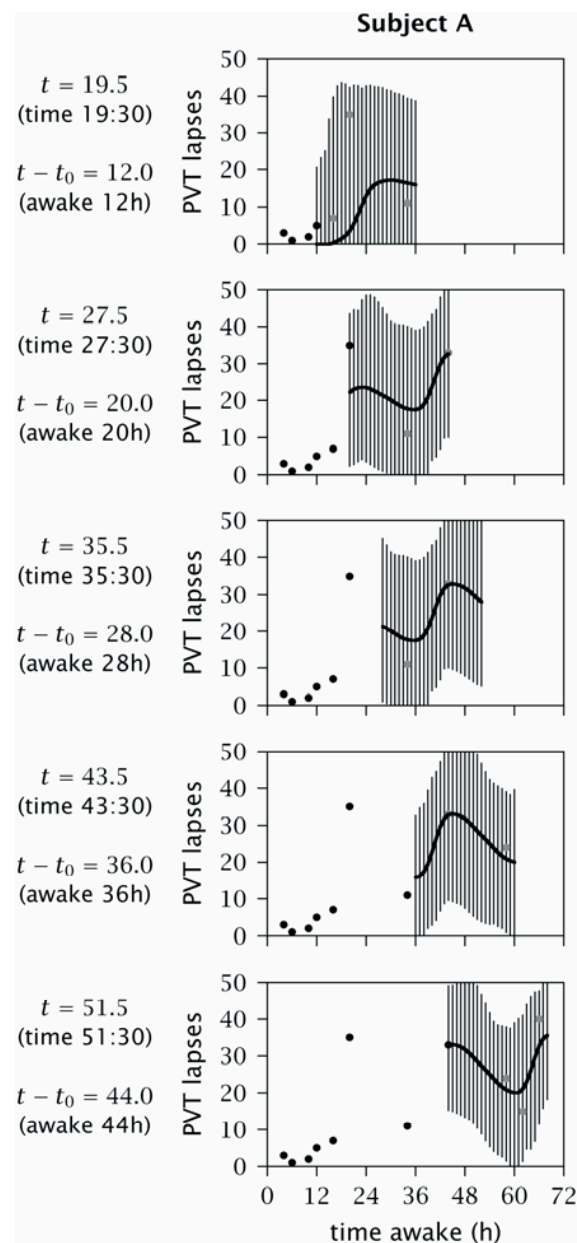 Subject A
t = 19.5
(time 19:30)
t − t₀ = 12.0
(awake 12h)
PVT lapses
50
40
30
20
10
0
t = 27.5
(time 27:30)
t − t₀ = 20.0
(awake 20h)
PVT lapses
50
40
30
20
10
0
t = 35.5
(time 35:30)
t − t₀ = 28.0
(awake 28h)
PVT lapses
50
40
30
20
10
0
t = 43.5
(time 43:30)
t − t₀ = 36.0
(awake 36h)
PVT lapses
50
40
30
20
10
0
t = 51.5
(time 51:30)
t − t₀ = 44.0
(awake 44h)
PVT lapses
50
40
30
20
10
0
0 12 24 36 48 60 72
time awake (h)